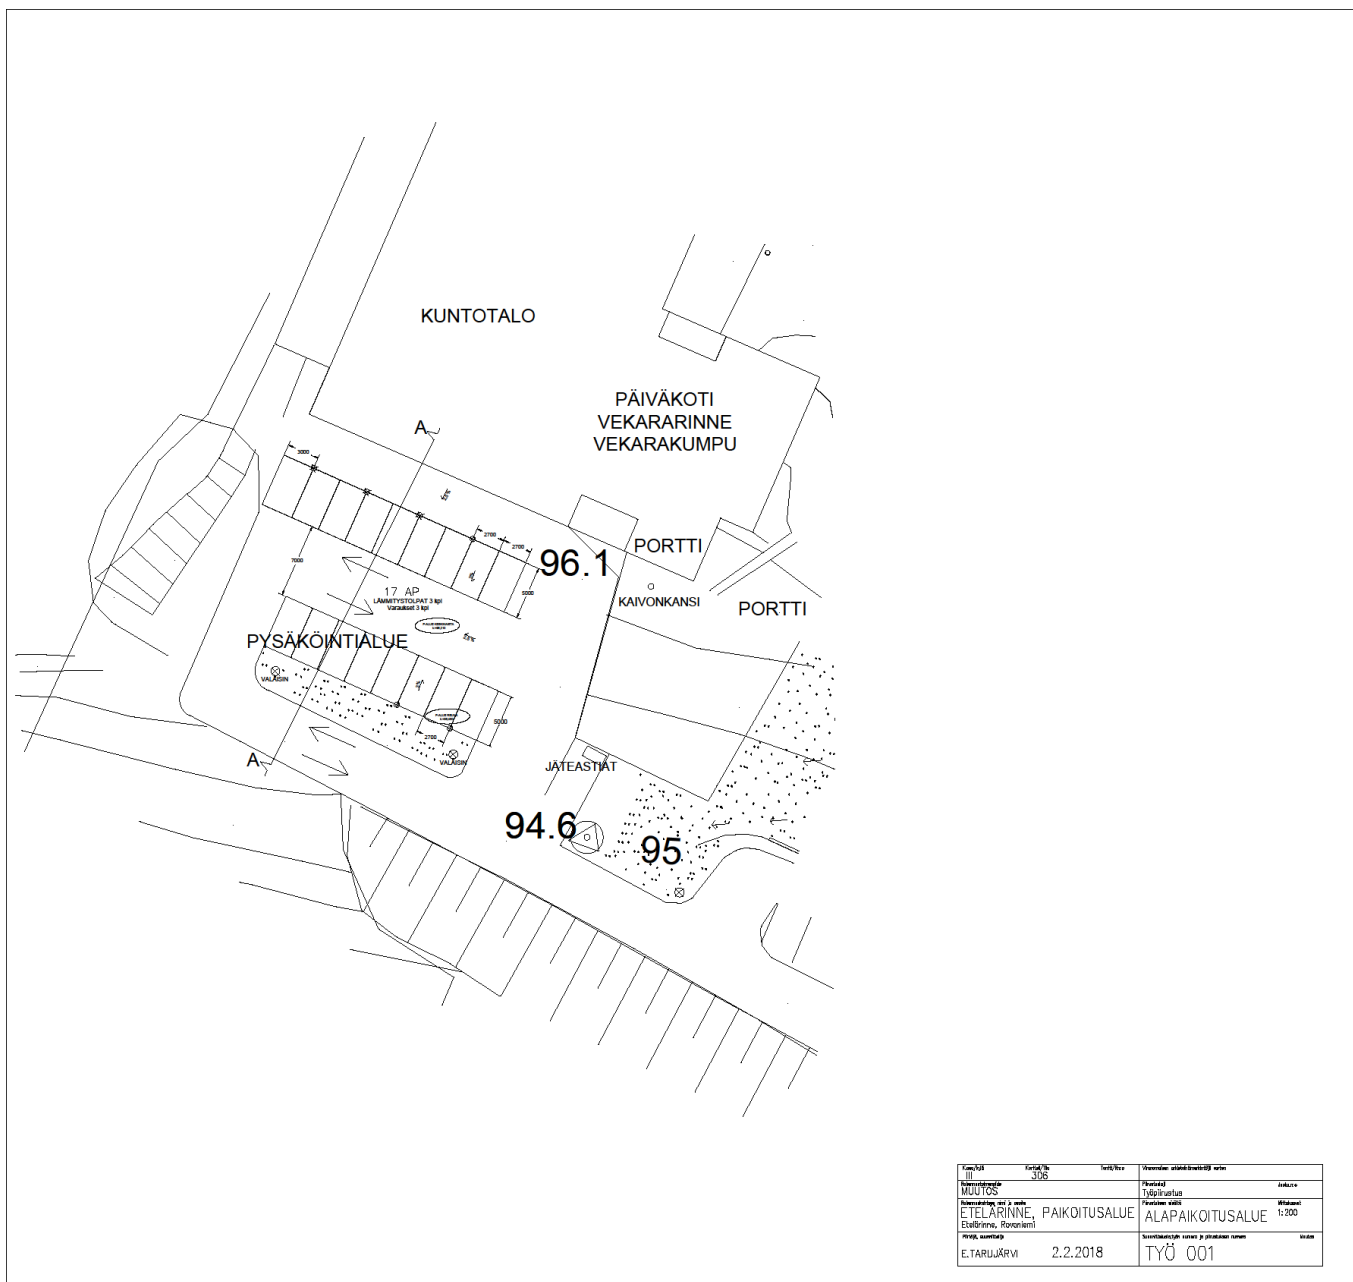 KUNTOTALO
PÄIVÄKOTI
VEKARARINNE
VEKARAKUMPU
A
3000
2700
2700
96.1
PORTTI
7000
5000
17 AP
LÄMMITYSTOLPAT 3 kpl
Varaukset 3 kpl
KAIVONKANSI
PORTTI
PYSÄKÖINTIALUE
VALAISIN
5000
2700
A
VALAISIN
JÄTEASTIAT
94.6
95
III
306
MUUTOS
Työpiirustus
ETELÄRINNE, PAIKOITUSALUE
Etelärinne, Rovaniemi
ALAPAIKOITUSALUE
1:200
E.TARUJÄRVI
2.2.2018
TYÖ 001